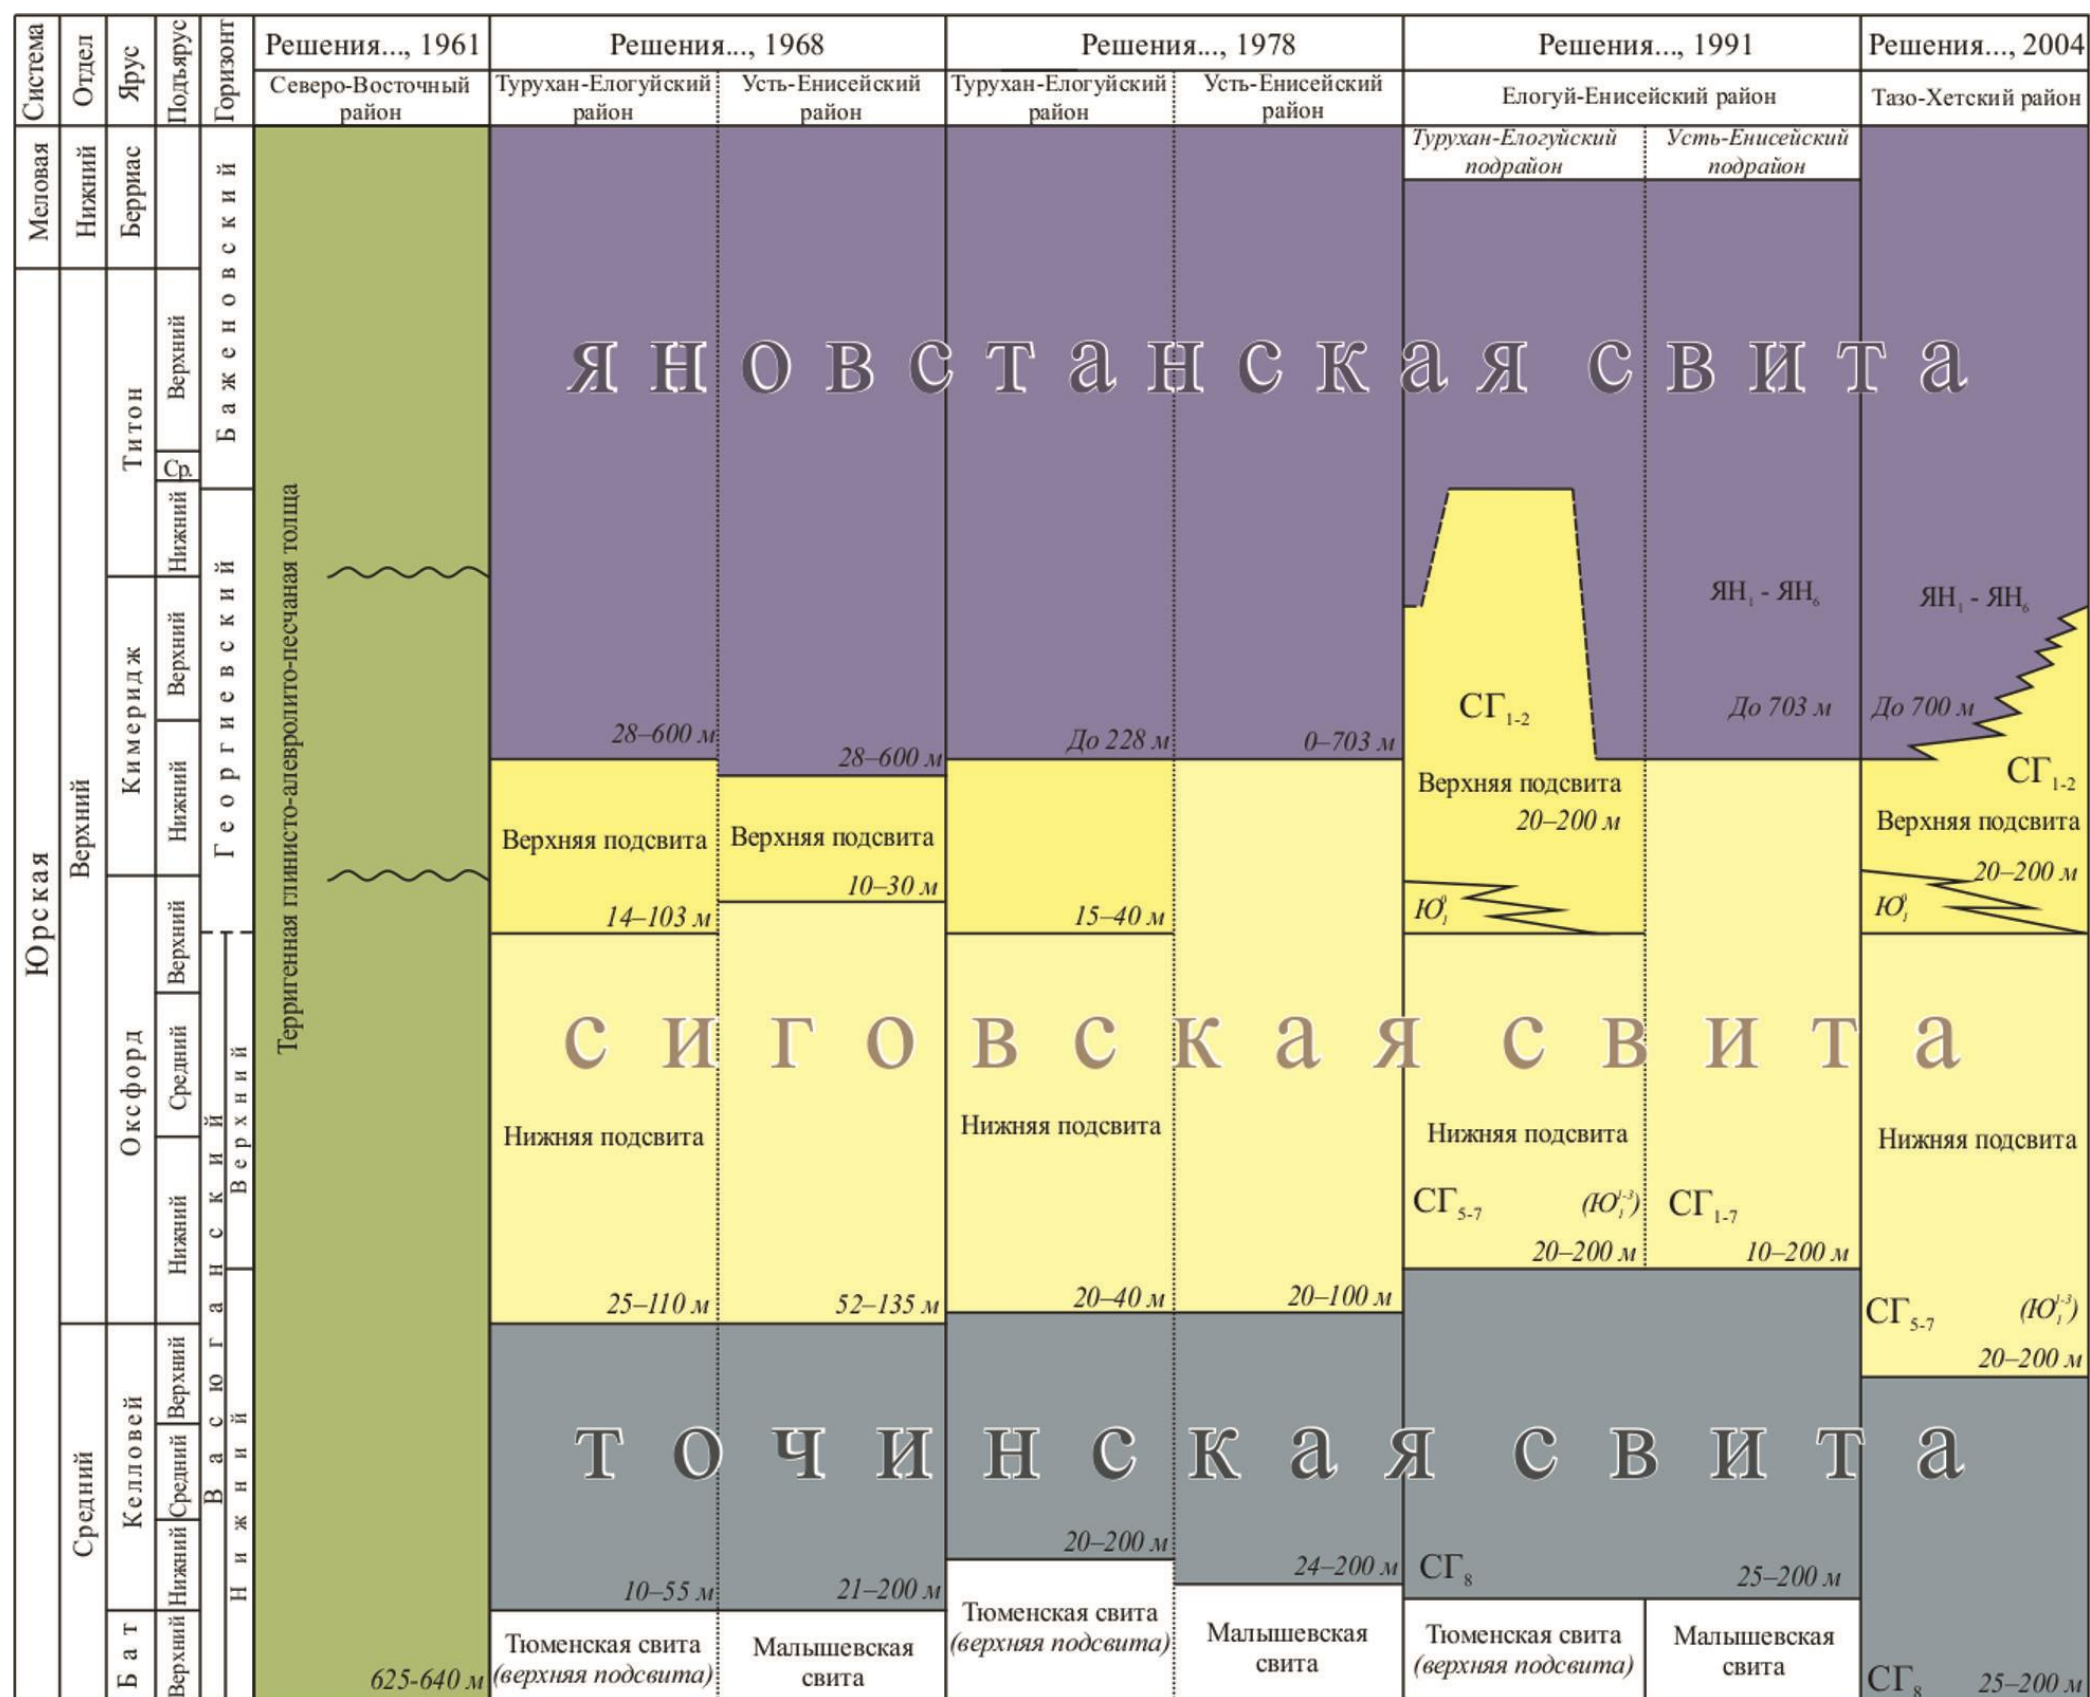 Система
Отдел
Ярус
Подъярус
Горизонт
Решения..., 1961
Решения..., 1968
Решения..., 1978
Решения..., 1991
Решения..., 2004
Северо-Восточный
район
Турухан-Елогуйский
район
Усть-Енисейский
район
Турухан-Елогуйский
район
Усть-Енисейский
район
Елогуй-Енисейский район
Тазо-Хетский район
Турухан-Елогуйский
подрайон
Усть-Енисейский
подрайон
Меловая
Юрская
Нижний
Верхний
Средний
Берриас
Титон
Кимеридж
Оксфорд
Келловей
Бат
Верхний
Ср.
Нижний
Верхний
Нижний
Верхний
Средний
Нижний
Верхний
Средний
Нижний
Верхний
Баженовский
Георгиевский
Васюганский
Верхний
Нижний
Терригенная глинисто-алевролито-песчаная толща
625-640 м
яновстанская свита
28–600 м
28–600 м
До 228 м
0–703 м
ЯН1 - ЯН6
До 703 м
ЯН1 - ЯН6
До 700 м
СГ1-2
Верхняя подсвита
20–200 м
СГ1-2
Верхняя подсвита
20–200 м
Верхняя подсвита
14–103 м
Верхняя подсвита
10–30 м
15–40 м
Ю
Ю
сиговская свита
Нижняя подсвита
25–110 м
52–135 м
Нижняя подсвита
20–40 м
20–100 м
Нижняя подсвита
СГ5-7 (Ю1 1-3)
20–200 м
СГ1-7
10–200 м
Нижняя подсвита
СГ5-7 (Ю1 1-3)
20–200 м
точинская свита
10–55 м
21–200 м
20–200 м
24–200 м
СГ8
25–200 м
СГ8 25–200 м
Тюменская свита
(верхняя подсвита)
Малышевская
свита
Тюменская свита
(верхняя подсвита)
Малышевская
свита
Тюменская свита
(верхняя подсвита)
Малышевская
свита